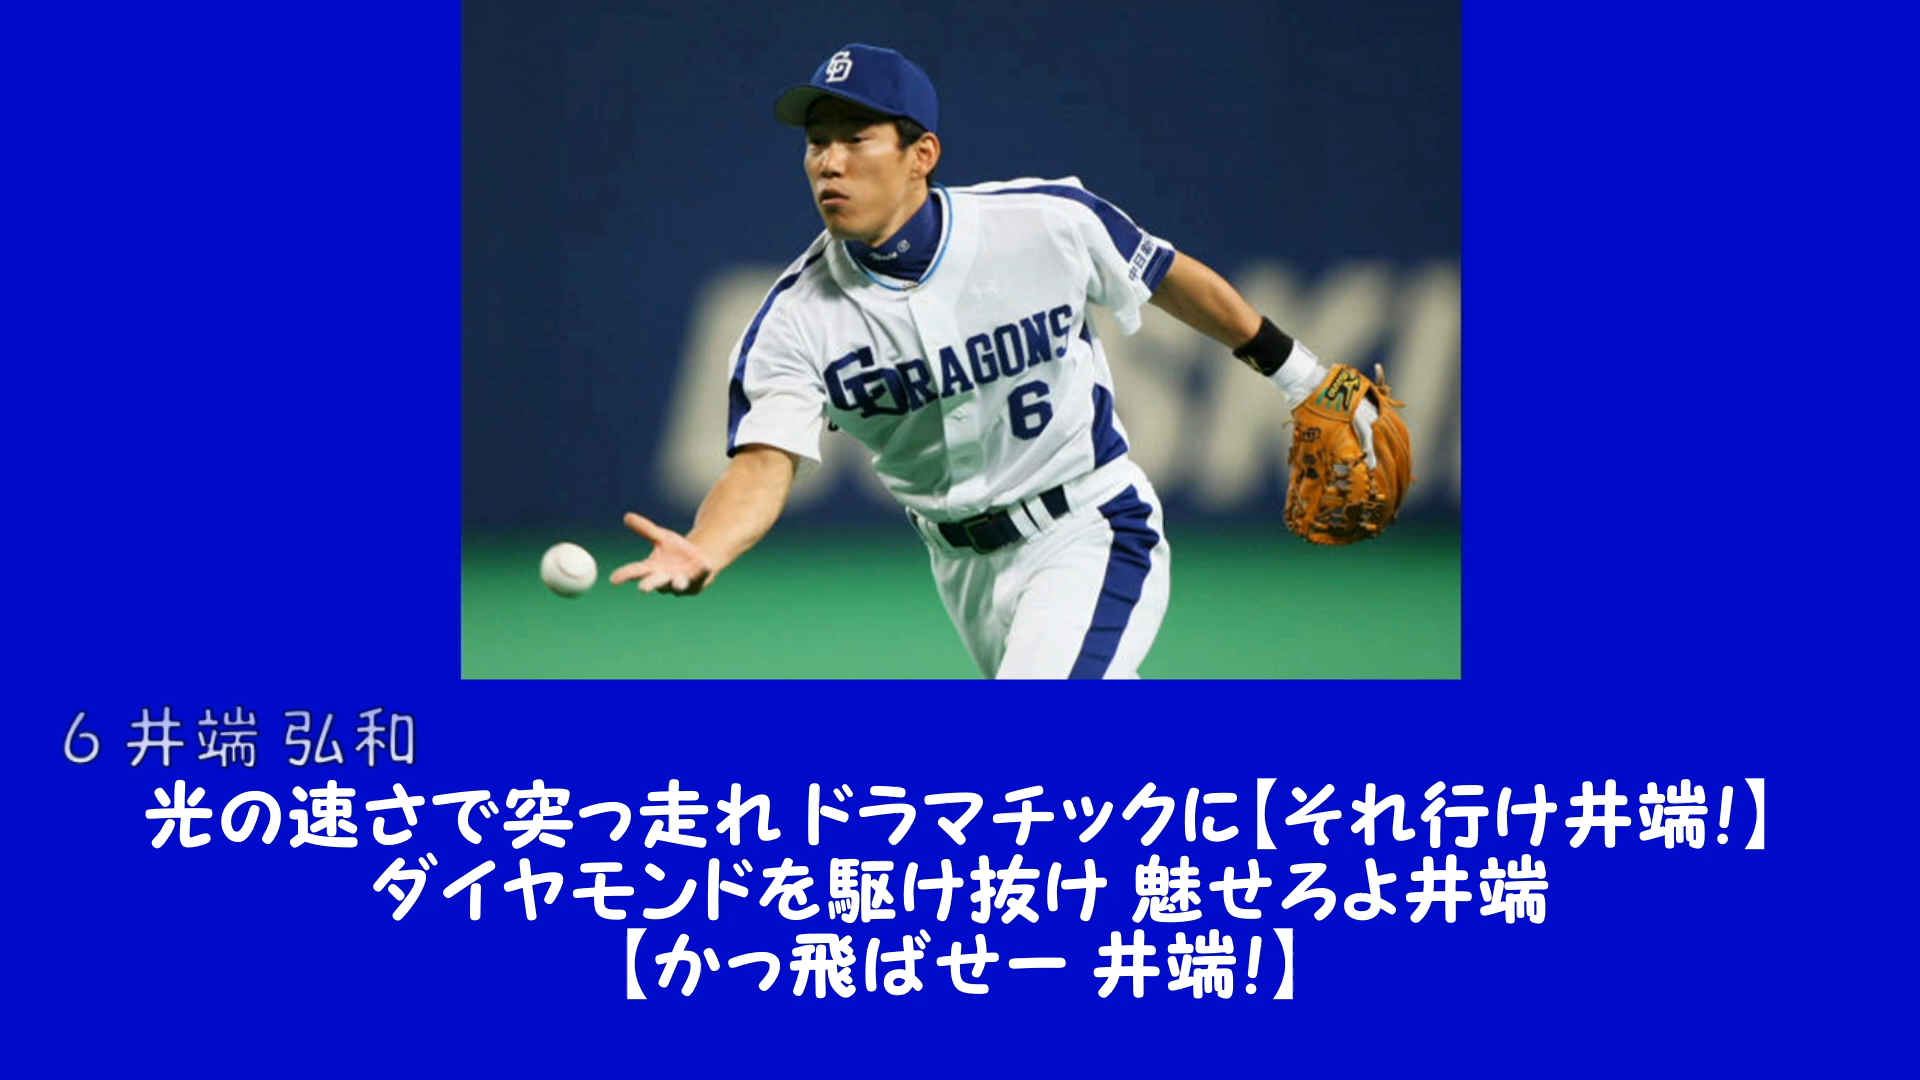 DRAGONS
6
6 井端 弘和
光の速さで突っ走れ ドラマチックに【それ行け井端!】
ダイヤモンドを駆け抜け 魅せろよ井端
【かっ飛ばせー 井端!】